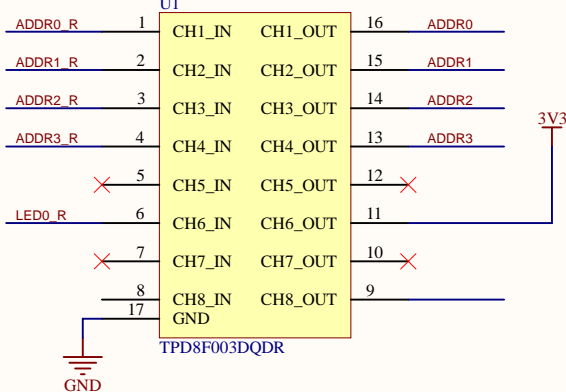 U1
ADDR0_R 1 CH1_IN CH1_OUT 16 ADDR0
ADDR1_R 2 CH2_IN CH2_OUT 15 ADDR1
ADDR2_R 3 CH3_IN CH3_OUT 14 ADDR2
ADDR3_R 4 CH4_IN CH4_OUT 13 ADDR3
3V3
5 CH5_IN CH5_OUT 12
LED0_R 6 CH6_IN CH6_OUT 11
7 CH7_IN CH7_OUT 10
8 CH8_IN CH8_OUT 9
17 GND
TPD8F003DQDR
GND